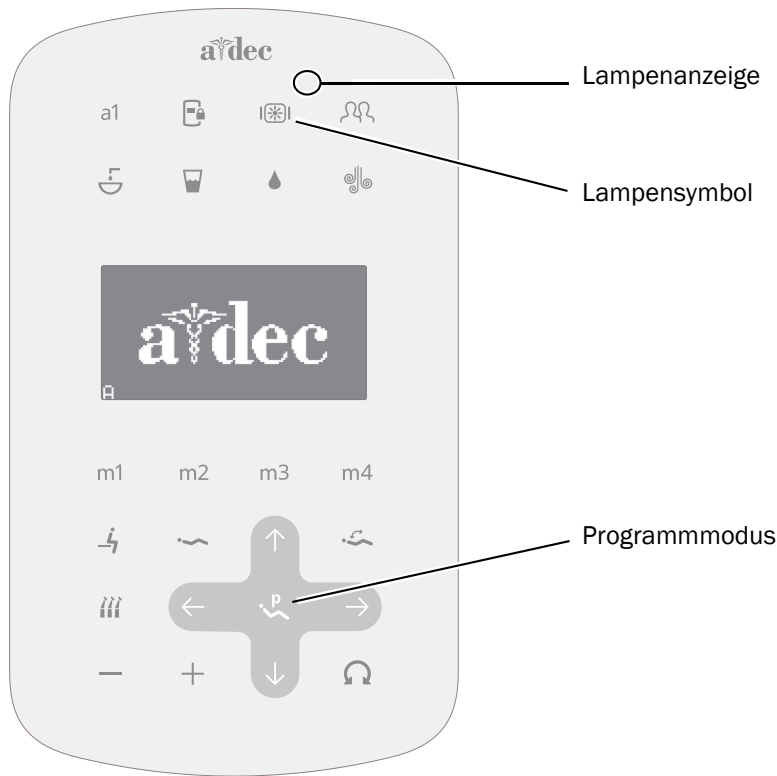 a dec
Lampenanzeige
a1
Lampensymbol
a dec
A
m1 m2 m3 m4
Programmmodus
p